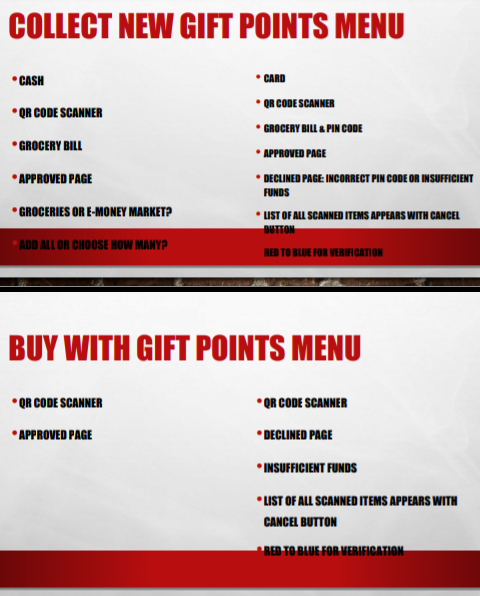 COLLECT NEW GIFT POINTS MENU
• CASH
• QR CODE SCANNER
• GROCERY BILL
• APPROVED PAGE
• GROCERIES OR E-MONEY MARKET?
• ADD ALL OR CHOOSE HOW MANY?
• CARD
• QR CODE SCANNER
• GROCERY BILL & PIN CODE
• APPROVED PAGE
• DECLINED PAGE: INCORRECT PIN CODE OR INSUFFICIENT
FUNDS
• LIST OF ALL SCANNED ITEMS APPEARS WITH CANCEL
BUTTON
RED TO BLUE FOR VERIFICATION
BUY WITH GIFT POINTS MENU
• QR CODE SCANNER
• APPROVED PAGE
• QR CODE SCANNER
• DECLINED PAGE
• INSUFFICIENT FUNDS
• LIST OF ALL SCANNED ITEMS APPEARS WITH
CANCEL BUTTON
• RED TO BLUE FOR VERIFICATION